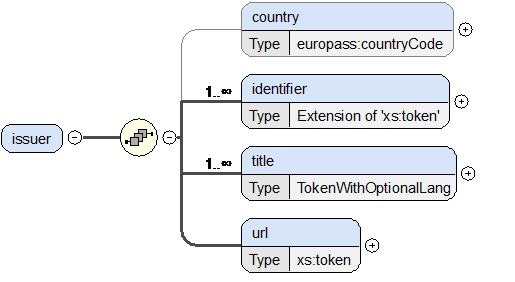 country
Type europass:countryCode
1..∞
identifier
Type Extension of 'xs:token'
issuer
1..∞
title
Type TokenWithOptionalLang
url
Type xs:token